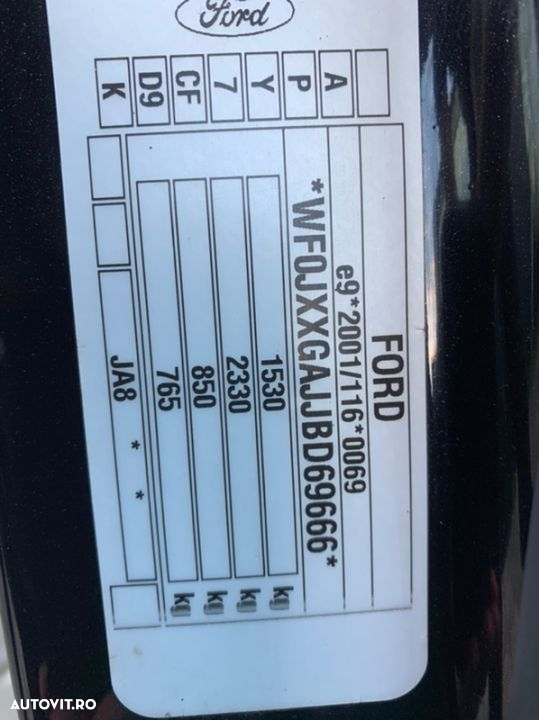 Ford
FORD
e9*2001/116*0069
*WF0JXXGAJJBD69666*
1530 kg
2330 kg
850 kg
765 kg
JA8 * *
A
P
Y
7
CF
D9
K
AUTOVIT.RO